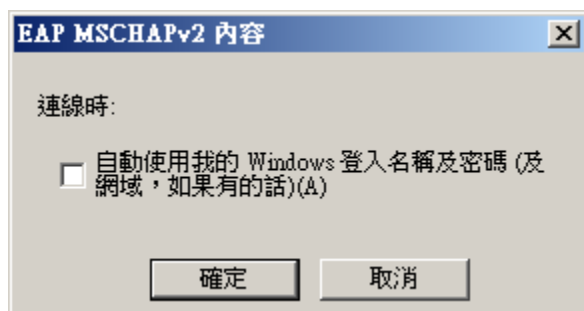 EAP MSCHAPv2 內容
連線時:
自動使用我的 Windows 登入名稱及密碼 (及
網域，如果有的話)(A)
確定
取消